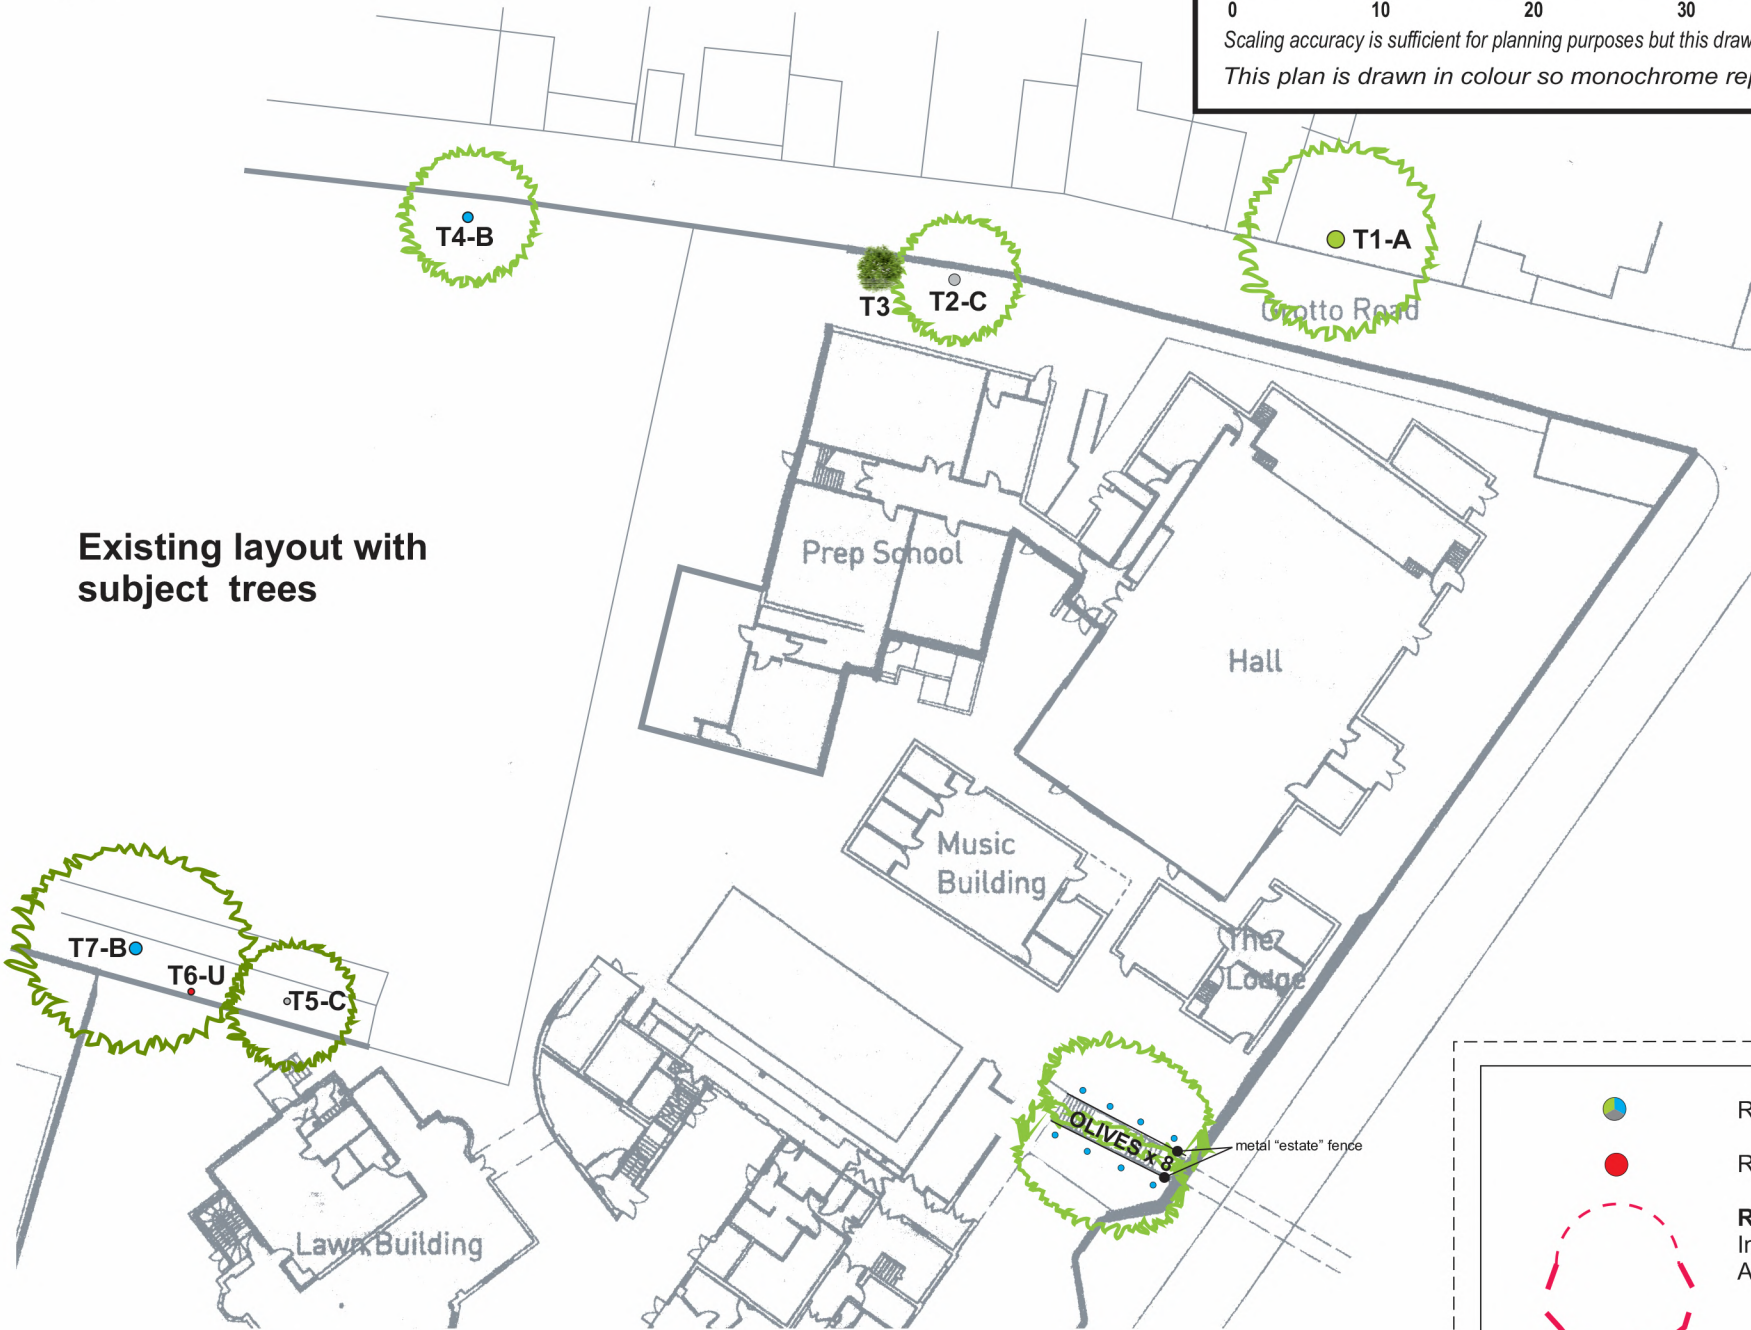 0 10 20 30
Scaling accuracy is sufficient for planning purposes but this draw
This plan is drawn in colour so monochrome rep
T4-B
T1-A
T3
T2-C
Grotto Road
Existing layout with
subject trees
Prep School
Hall
Music
Building
The
Lodge
T7-B
T6-U
T5-C
OLIVES x 8
metal “estate” fence
Lawn Building
R
R
R
In
A